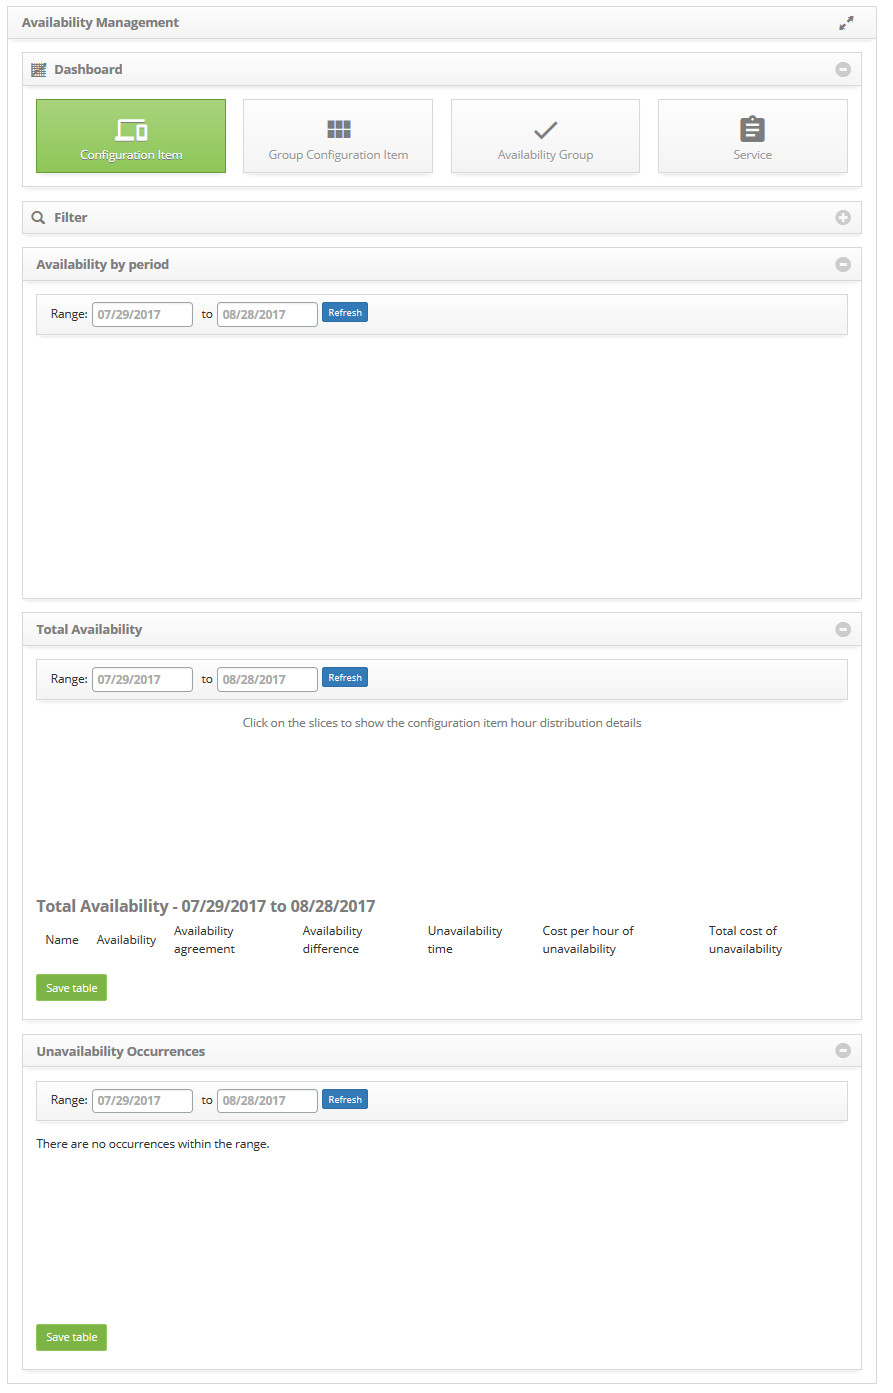 Availability Management
Dashboard
Configuration Item
Group Configuration Item
Availability Group
Service
Filter
Availability by period
Range: 07/29/2017 to 08/28/2017 Refresh
Total Availability
Range: 07/29/2017 to 08/28/2017 Refresh
Click on the slices to show the configuration item hour distribution details
Total Availability - 07/29/2017 to 08/28/2017
Name
Availability
Availability
agreement
Availability
difference
Unavailability
time
Cost per hour of
unavailability
Total cost of
unavailability
Save table
Unavailability Occurrences
Range: 07/29/2017 to 08/28/2017 Refresh
There are no occurrences within the range.
Save table